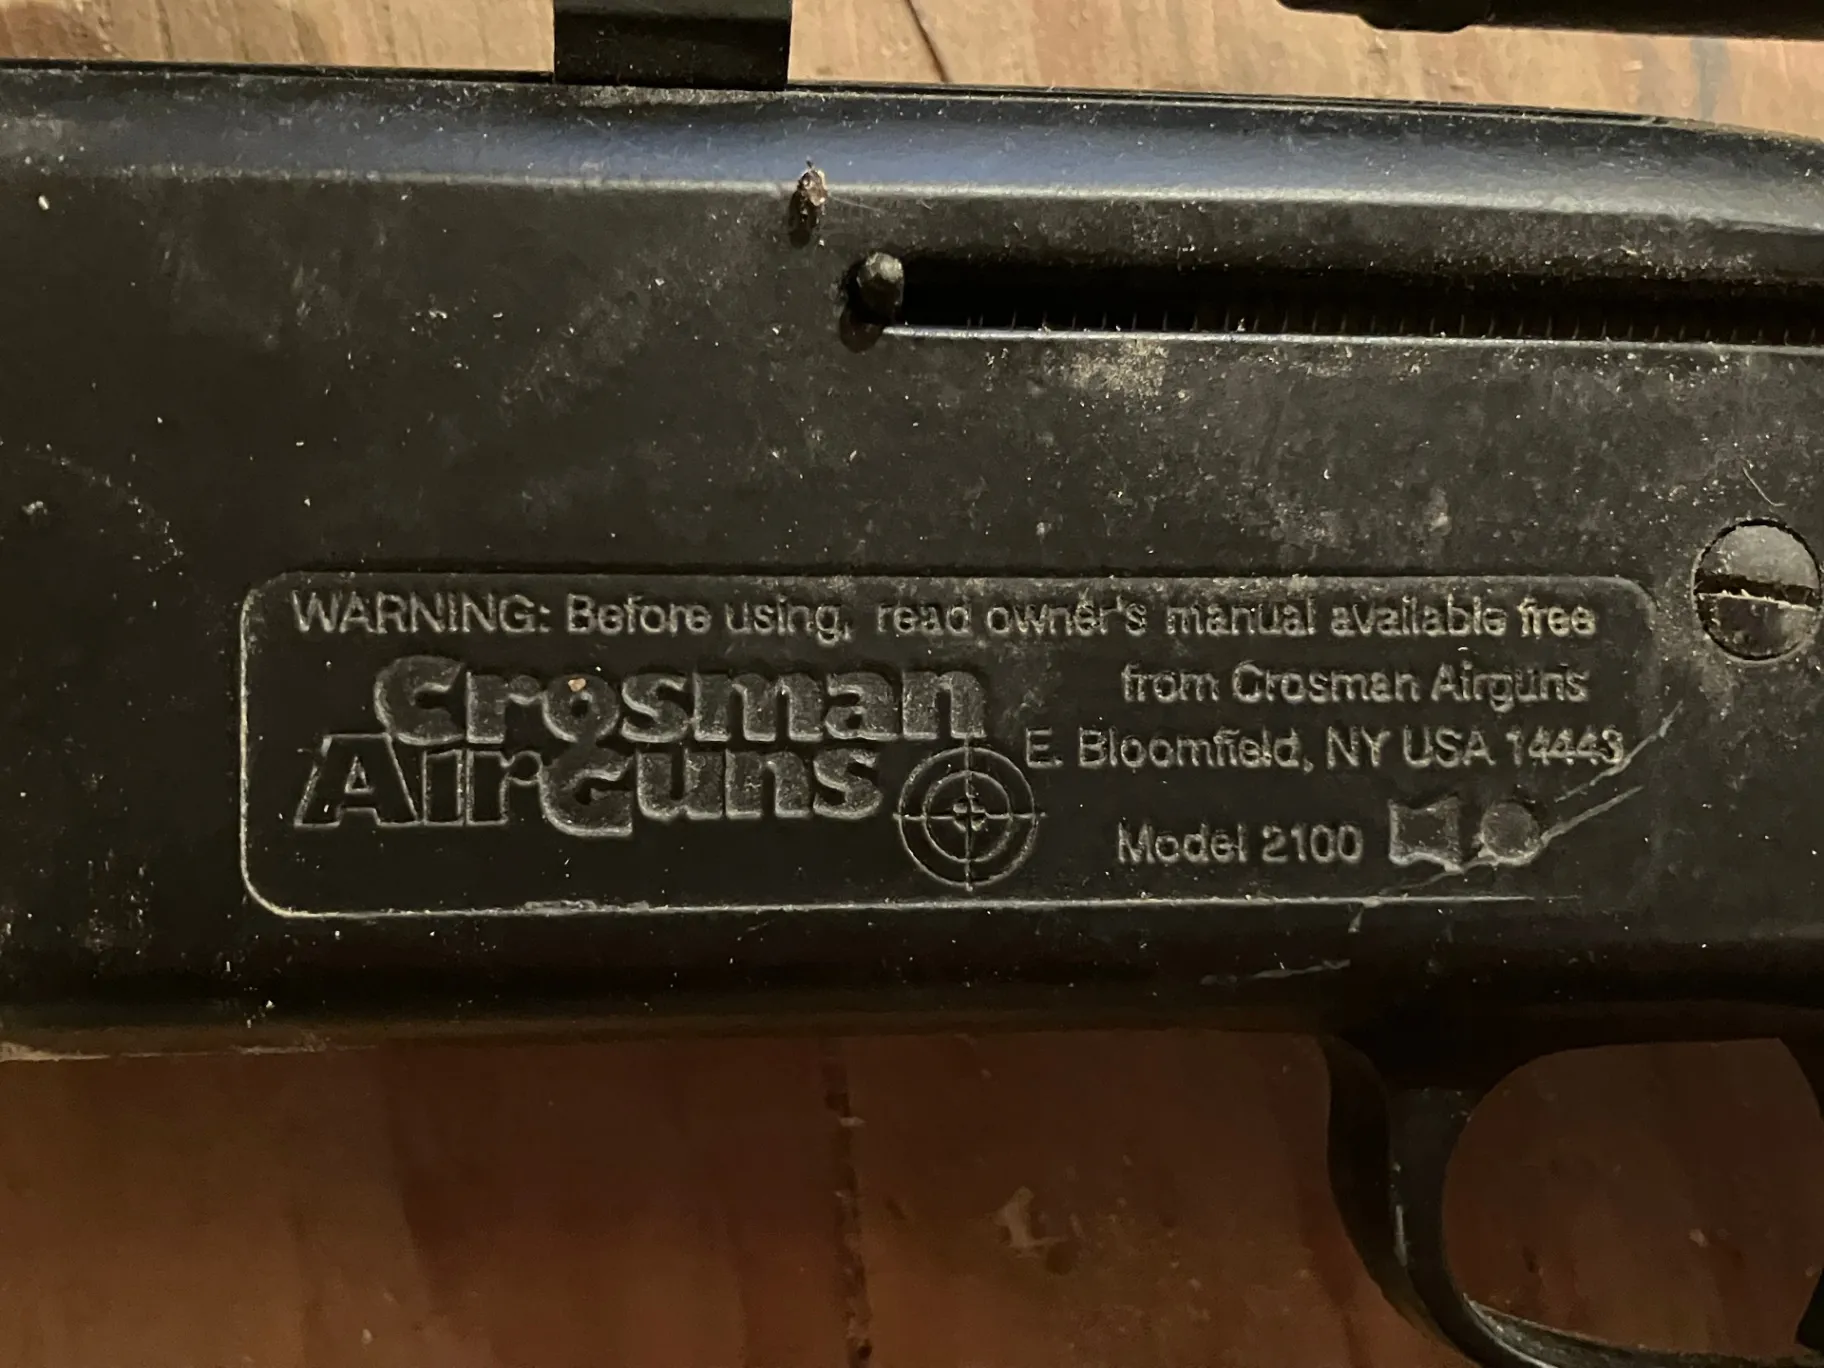 WARNING: Before using, read owner's manual available free
from Crosman Airguns
Crosman
AirGuns
E. Bloomfield, NY USA 14443
Model 2100